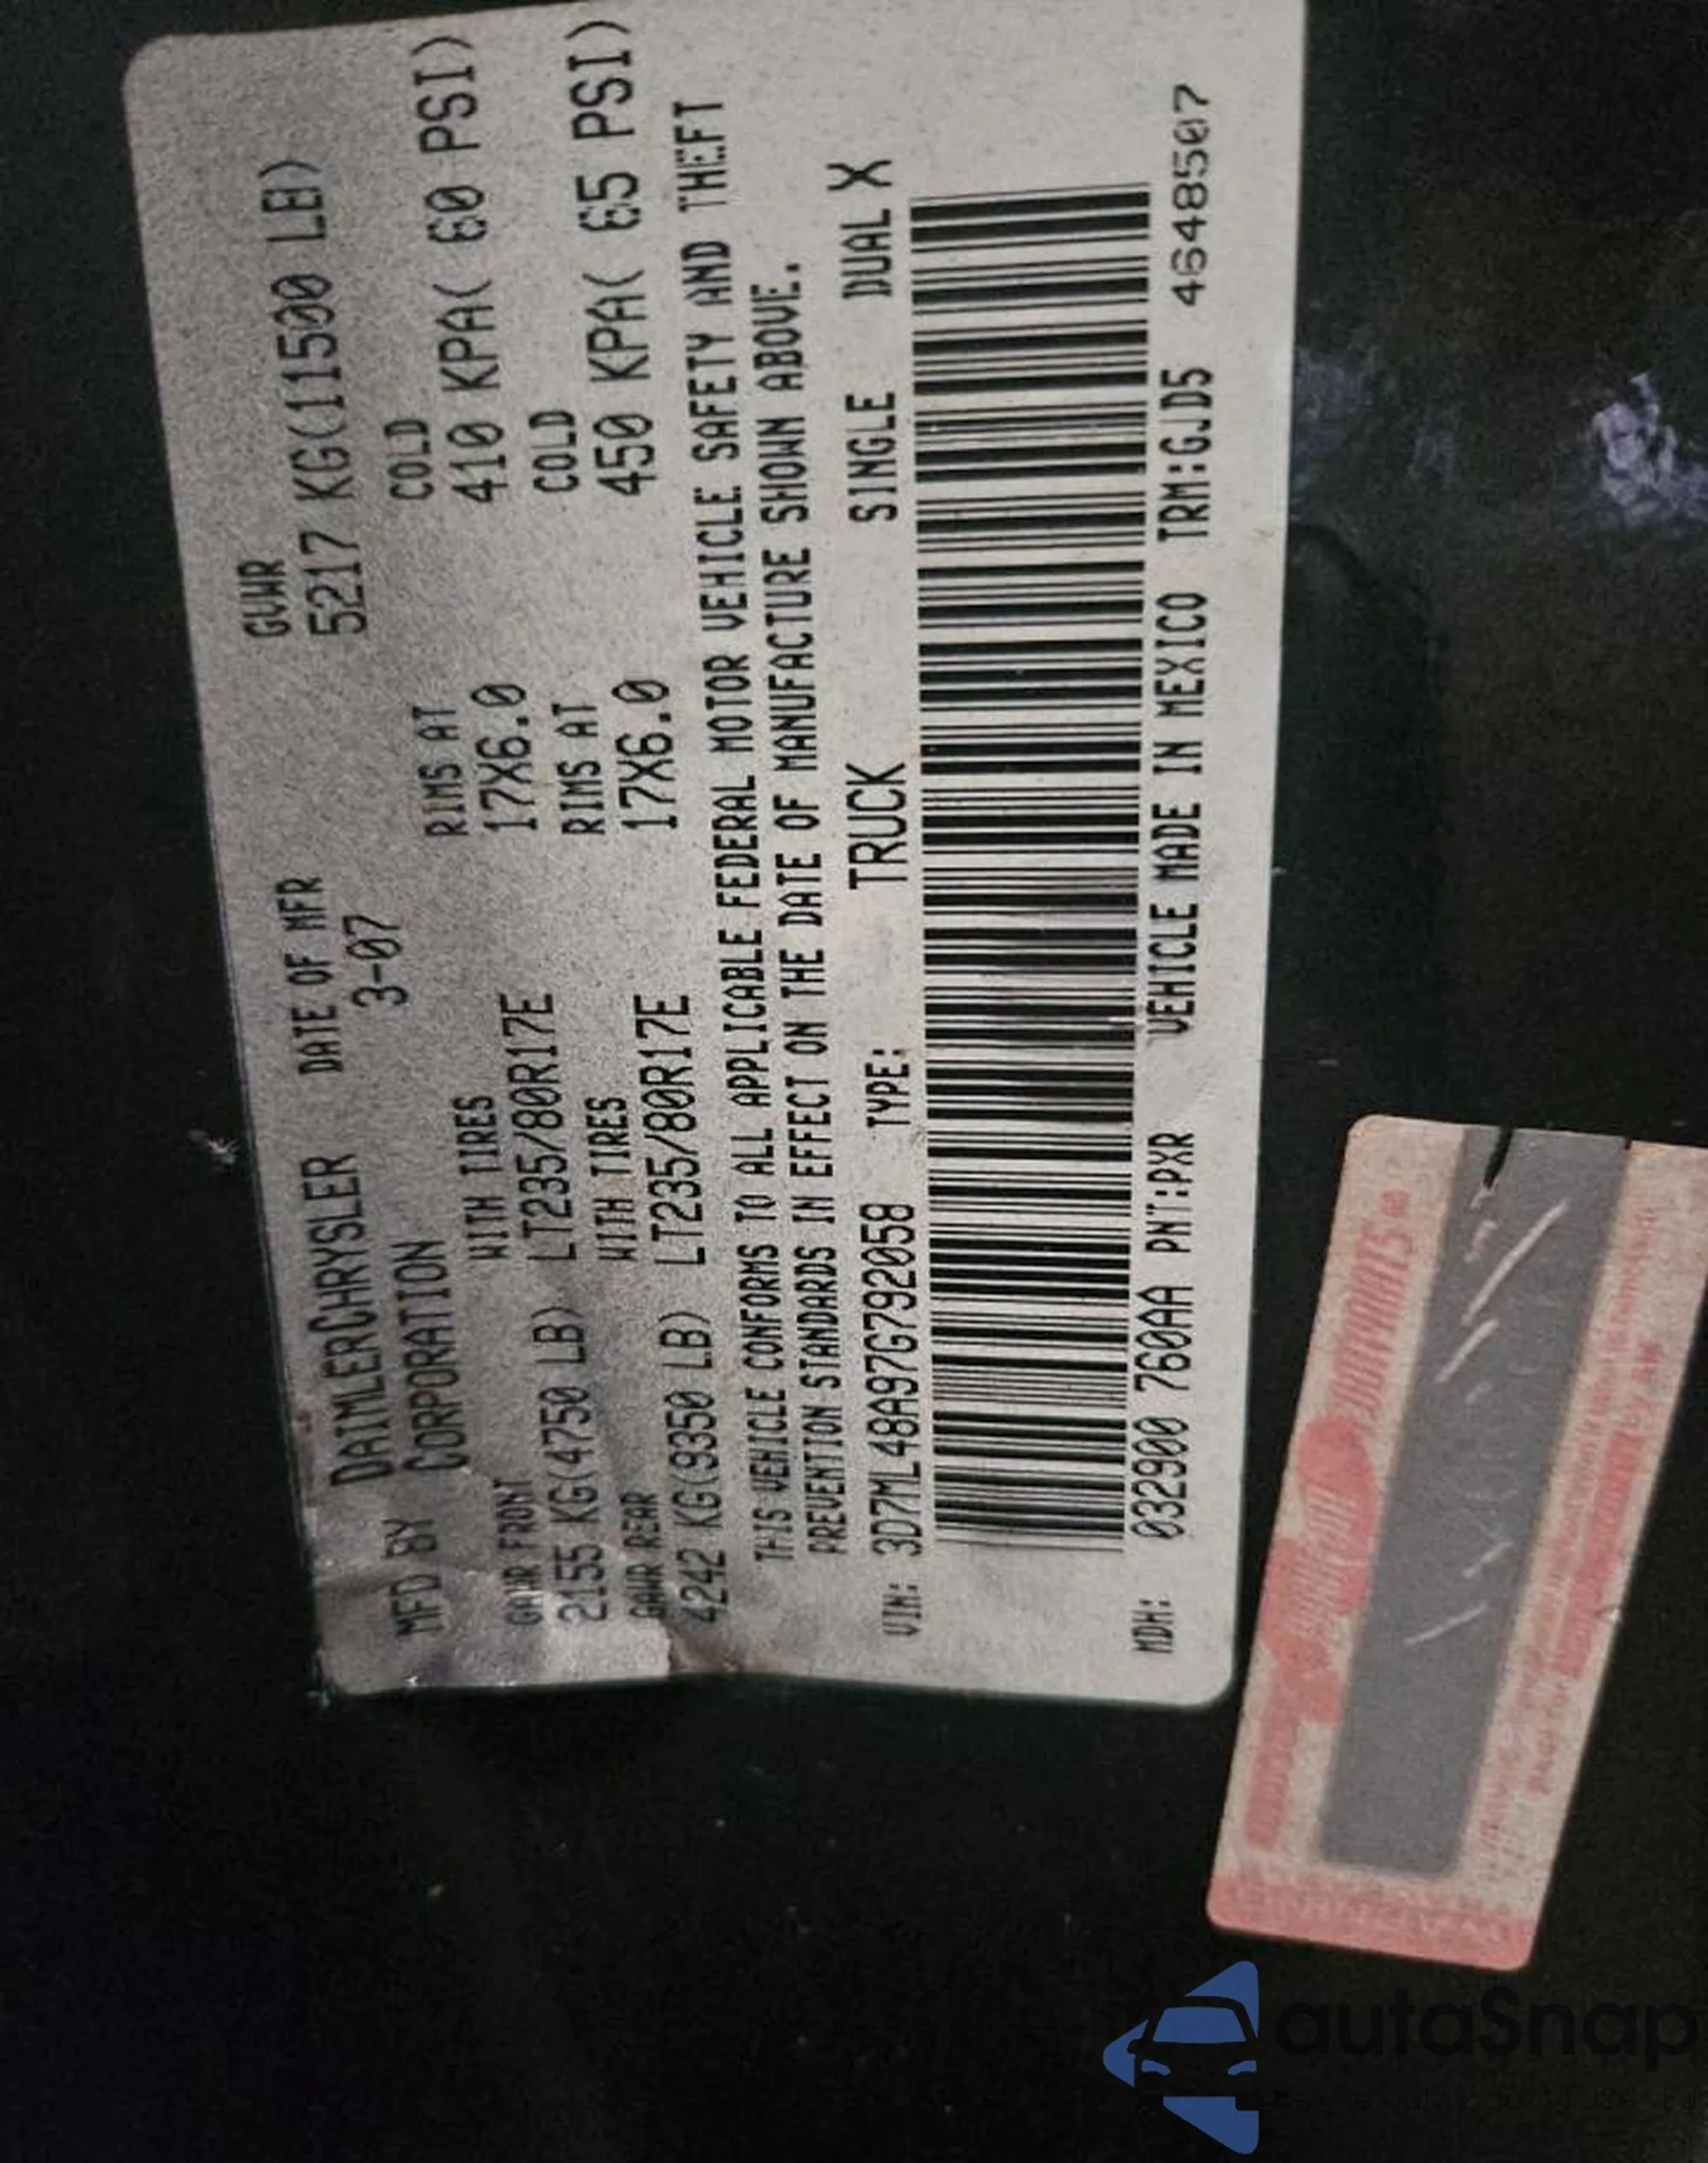 MFD BY DAIMLERCHRYSLER CORPORATION DATE OF MFR 3-07 GVWR 5217 KG(11500 LB)
GAWR FRONT WITH TIRES RIMS AT COLD
2155 KG(4750 LB) LT235/80R17E 17X6.0 410 KPA( 60 PSI)
GAWR REAR WITH TIRES RIMS AT COLD
4242 KG(9350 LB) LT235/80R17E 17X6.0 450 KPA( 65 PSI)
THIS VEHICLE CONFORMS TO ALL APPLICABLE FEDERAL MOTOR VEHICLE SAFETY AND THEFT
PREVENTION STANDARDS IN EFFECT ON THE DATE OF MANUFACTURE SHOWN ABOVE.
VIN: 3D7ML48A97G792058 TYPE: TRUCK SINGLE DUAL X
MDH: 032900 760AA PNT:PXR VEHICLE MADE IN MEXICO TRM:GJD5 4648507
autaSnap